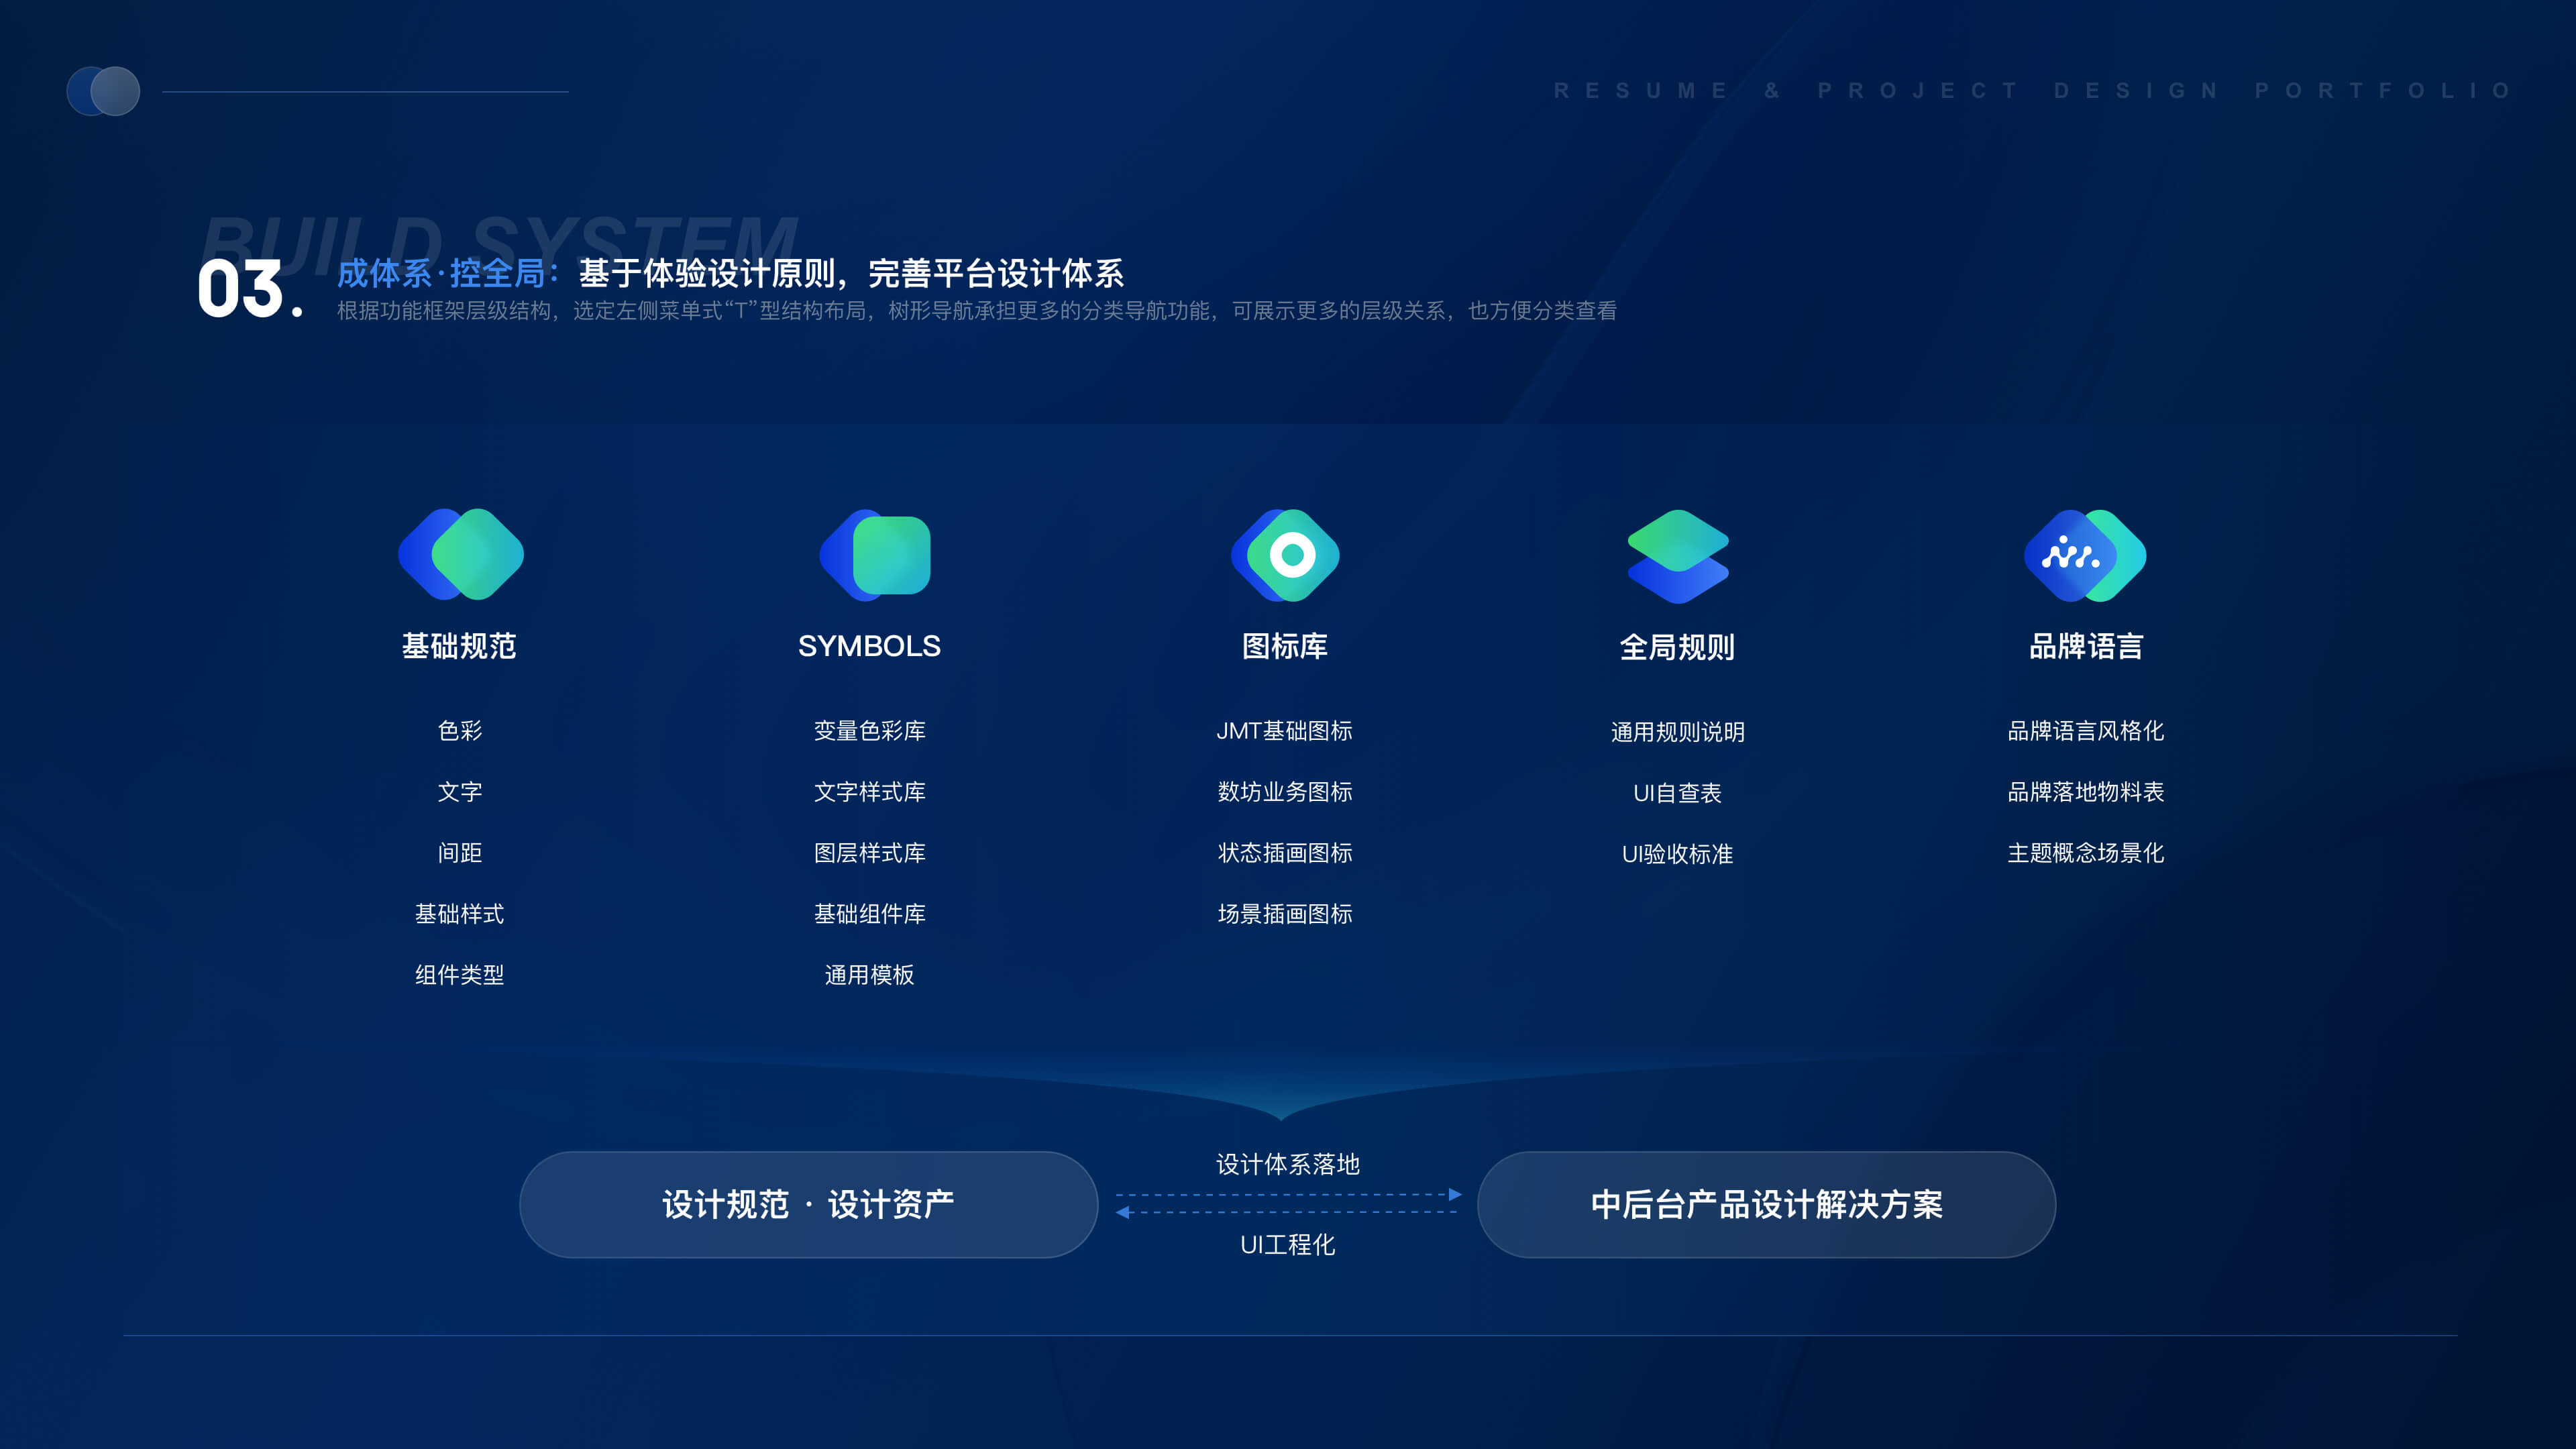 RESUME & PROJECT DESIGN PORTFOLIO
BUILD SYSTEM
03.
成体系·控全局：基于体验设计原则，完善平台设计体系
根据功能框架层级结构，选定左侧菜单式“T”型结构布局，树形导航承担更多的分类导航功能，可展示更多的层级关系，也方便分类查看
基础规范
色彩
文字
间距
基础样式
组件类型
SYMBOLS
变量色彩库
文字样式库
图层样式库
基础组件库
通用模板
图标库
JMT基础图标
数坊业务图标
状态插画图标
场景插画图标
全局规则
通用规则说明
UI自查表
UI验收标准
品牌语言
品牌语言风格化
品牌落地物料表
主题概念场景化
设计规范 · 设计资产
设计体系落地
UI工程化
中后台产品设计解决方案